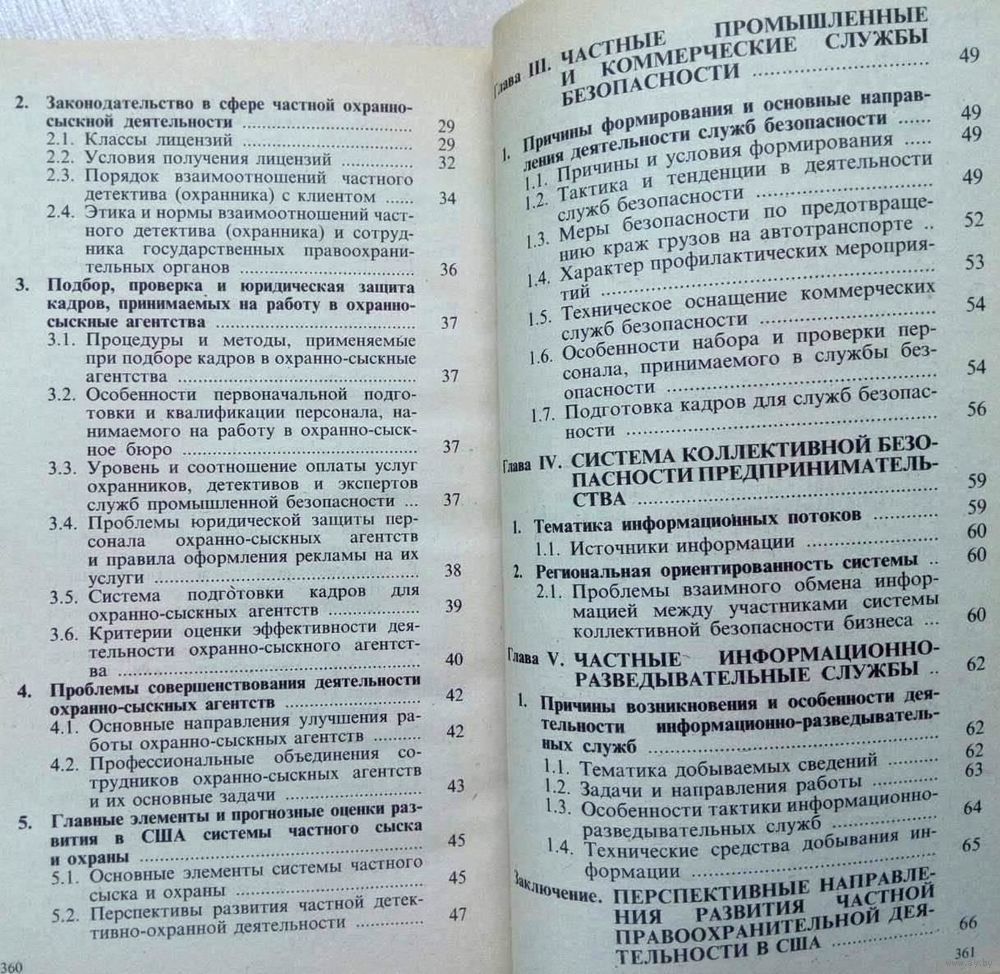 2. Законодательство в сфере частной охранно-
сыскной деятельности ........................ 29
2.1. Классы лицензий ........................ 29
2.2. Условия получения лицензий ............ 32
2.3. Порядок взаимоотношений частного
детектива (охранника) с клиентом ...... 34
2.4. Этика и нормы взаимоотношений част-
ного детектива (охранника) и сотруд-
ника государственных правоохрани-
тельных органов ........................ 36
3. Подбор, проверка и юридическая защита
кадров, принимаемых на работу в охранно-
сыскные агентства ........................ 37
3.1. Процедуры и методы, применяемые
при подборе кадров в охранно-сыскные
агентства ........................ 37
3.2. Особенности первоначальной подго-
товки и квалификации персонала, на-
нимаемого на работу в охранно-сыск-
ное бюро ........................ 37
3.3. Уровень и соотношение оплаты услуг
охранников, детективов и экспертов
служб промышленной безопасности ... 37
3.4. Проблемы юридической защиты пер-
сонала охранно-сыскных агентств
и правила оформления рекламы на их
услуги ........................ 38
3.5. Система подготовки кадров для
охранно-сыскных агентств ............ 39
3.6. Критерии оценки эффективности дея-
тельности охранно-сыскного агентст-
ва ........................ 40
4. Проблемы совершенствования деятельности
охранно-сыскных агентств ............ 42
4.1. Основные направления улучшения ра-
боты охранно-сыскных агентств ........ 42
4.2. Профессиональные объединения со-
трудников охранно-сыскных агентств
и их основные задачи ............ 43
5. Главные элементы и прогнозные оценки раз-
вития в США системы частного сыска
и охраны ........................ 45
5.1. Основные элементы системы частного
сыска и охраны ........................ 45
5.2. Перспективы развития частной детек-
тивно-охранной деятельности ............ 47
360
Глава III. ЧАСТНЫЕ ПРОМЫШЛЕННЫЕ
И КОММЕРЧЕСКИЕ СЛУЖБЫ
БЕЗОПАСНОСТИ ........................ 49
1. Причины формирования и основные направ-
ления деятельности служб безопасности ...... 49
1.1. Причины и условия формирования ..... 49
1.2. Тактика и тенденции в деятельности
служб безопасности ........................ 49
1.3. Меры безопасности по предотвраще-
нию краж грузов на автотранспорте .. 52
1.4. Характер профилактических мероприя-
тий ........................ 53
1.5. Техническое оснащение коммерческих
служб безопасности ........................ 54
1.6. Особенности набора и проверки пер-
сонала, принимаемого в службы без-
опасности ........................ 54
1.7. Подготовка кадров для служб безопас-
ности ........................ 56
Глава IV. СИСТЕМА КОЛЛЕКТИВНОЙ БЕЗО-
ПАСНОСТИ ПРЕДПРИНИМАТЕЛЬ-
СТВА ........................ 59
1. Тематика информационных потоков ............ 59
1.1. Источники информации ............ 60
2. Региональная ориентированность системы .. 60
2.1. Проблемы взаимного обмена инфор-
мацией между участниками системы
коллективной безопасности бизнеса ... 60
Глава V. ЧАСТНЫЕ ИНФОРМАЦИОННО-
РАЗВЕДЫВАТЕЛЬНЫЕ СЛУЖБЫ .. 62
1. Причины возникновения и особенности дея-
тельности информационно-разведыватель-
ных служб ........................ 62
1.1. Тематика добываемых сведений ........ 62
1.2. Задачи и направления работы ........ 63
1.3. Особенности тактики информационно-
разведывательных служб ............ 64
1.4. Технические средства добывания ин-
формации ........................ 65
Заключение. ПЕРСПЕКТИВНЫЕ НАПРАВЛЕ-
НИЯ РАЗВИТИЯ ЧАСТНОЙ
ПРАВООХРАНИТЕЛЬНОЙ ДЕЯ-
ТЕЛЬНОСТИ В США ............ 66
361